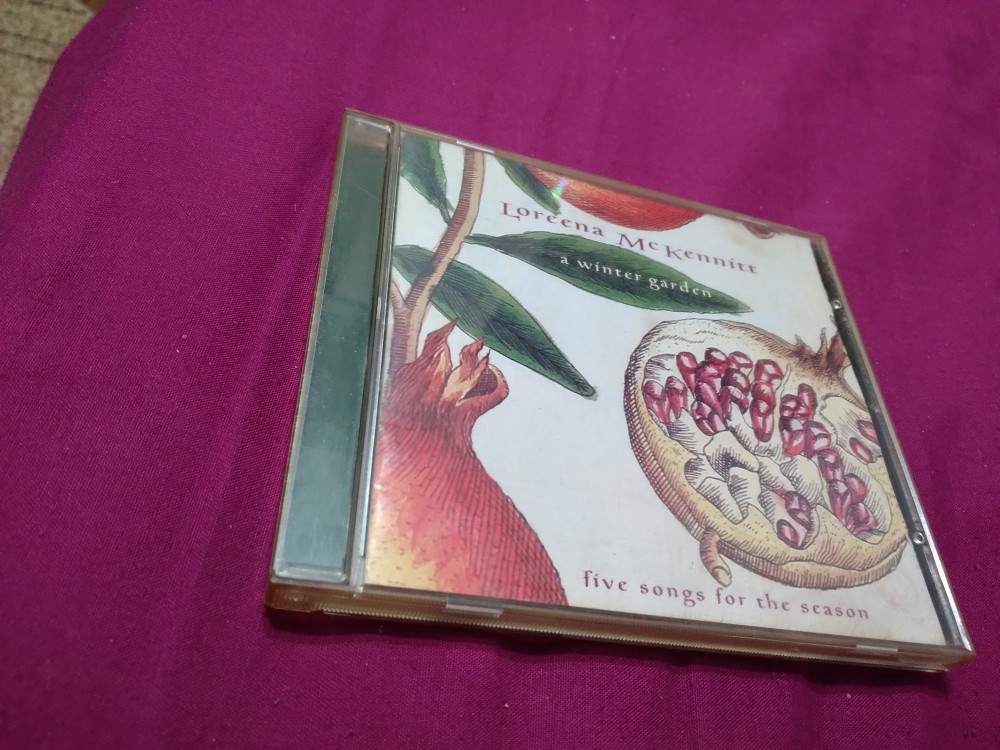 Loreena McKennitt
a winter garden
five songs for the season